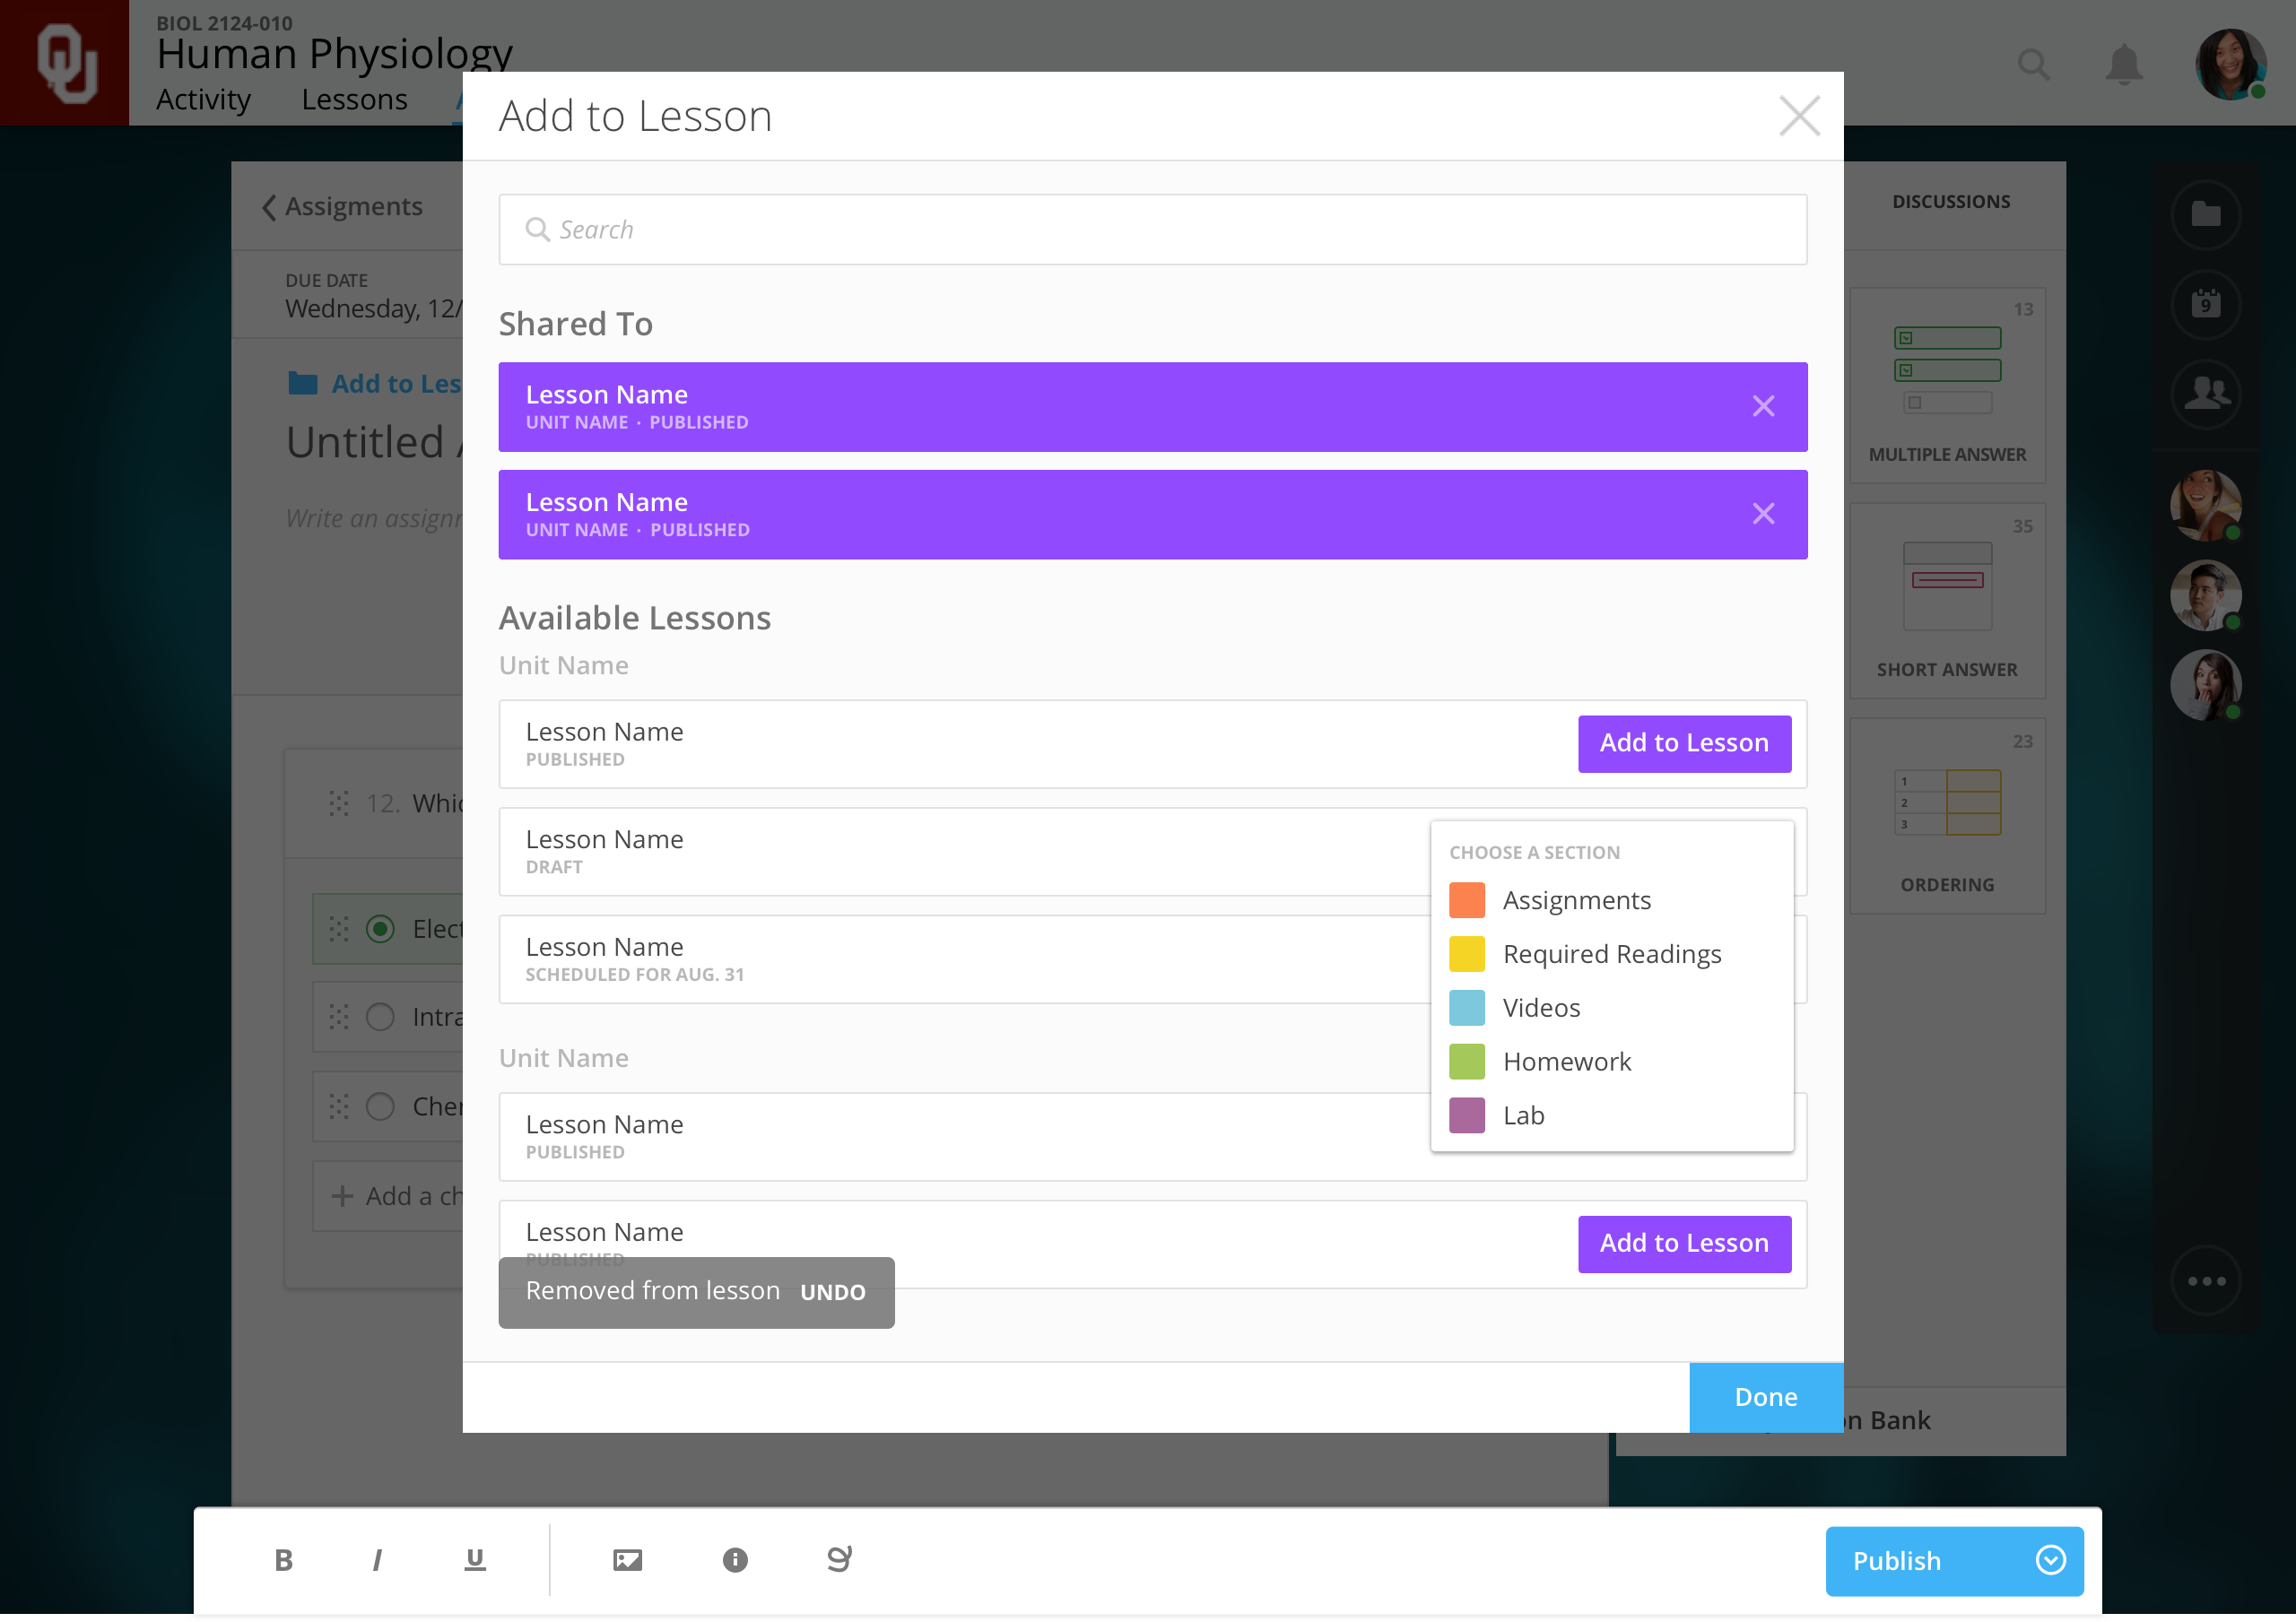 BIOL 2124-010
Human Physiology
Activity Lessons
Add to Lesson
Assigments
DUE DATE
Wednesday, 12/
Add to Les
Untitled
Write an assignr
12. Whic
Elect
Intra
Cher
Add a ch
Search
Shared To
Lesson Name
UNIT NAME · PUBLISHED
Lesson Name
UNIT NAME · PUBLISHED
Available Lessons
Unit Name
Lesson Name
PUBLISHED
Add to Lesson
Lesson Name
DRAFT
Lesson Name
SCHEDULED FOR AUG. 31
CHOOSE A SECTION
Assignments
Required Readings
Videos
Homework
Lab
Unit Name
Lesson Name
PUBLISHED
Lesson Name
PUBLISHED
Add to Lesson
Removed from lesson UNDO
Done
DISCUSSIONS
13
MULTIPLE ANSWER
35
SHORT ANSWER
23
1
2
3
ORDERING
n Bank
9
B I U
Publish